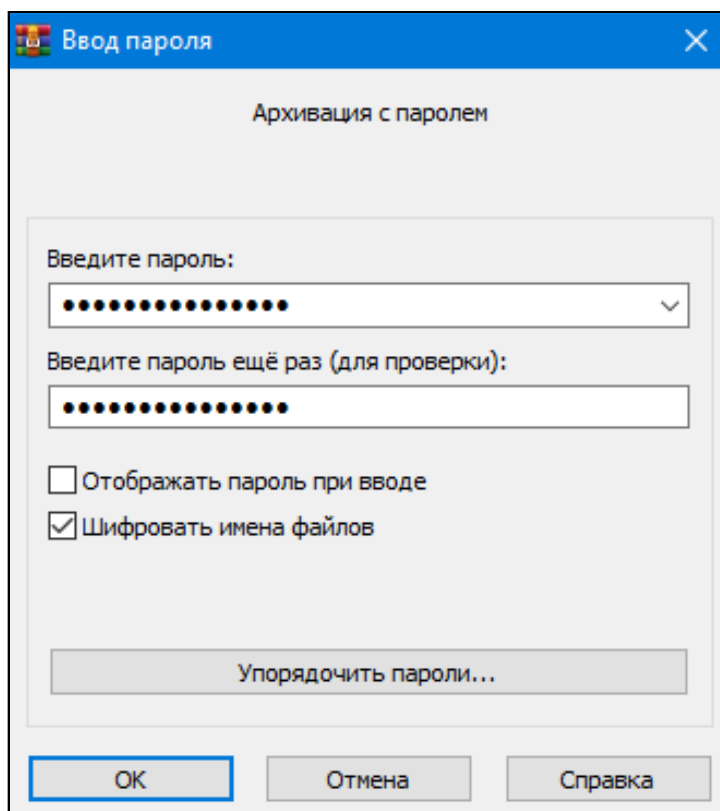 Ввод пароля
Архивация с паролем
Введите пароль:
●●●●●●●●●●●●●●●
Введите пароль ещё раз (для проверки):
●●●●●●●●●●●●●●●
Отображать пароль при вводе
Шифровать имена файлов
Упорядочить пароли...
ОК
Отмена
Справка